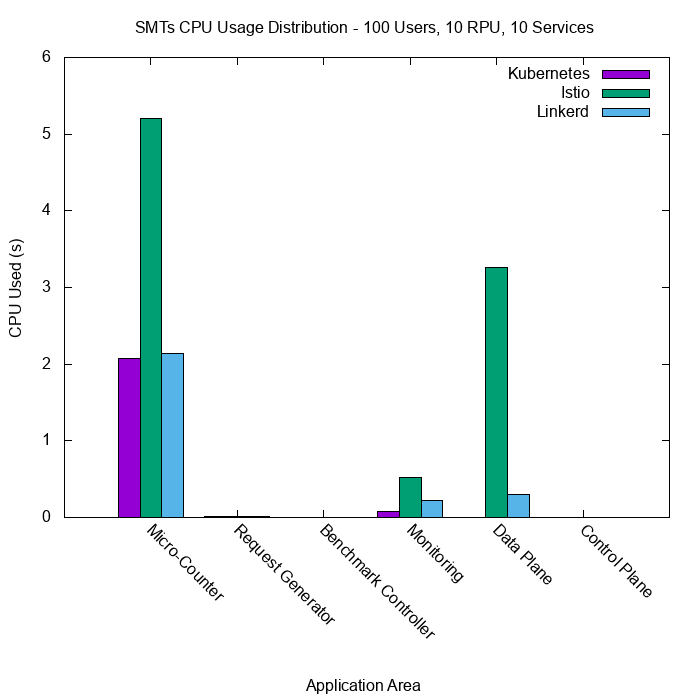 SMTs CPU Usage Distribution - 100 Users, 10 RPU, 10 Services
Kubernetes
Istio
Linkerd
6
5
4
3
2
1
0
CPU Used (s)
Micro-Counter
Request Generator
Benchmark Controller
Monitoring
Data Plane
Control Plane
Application Area